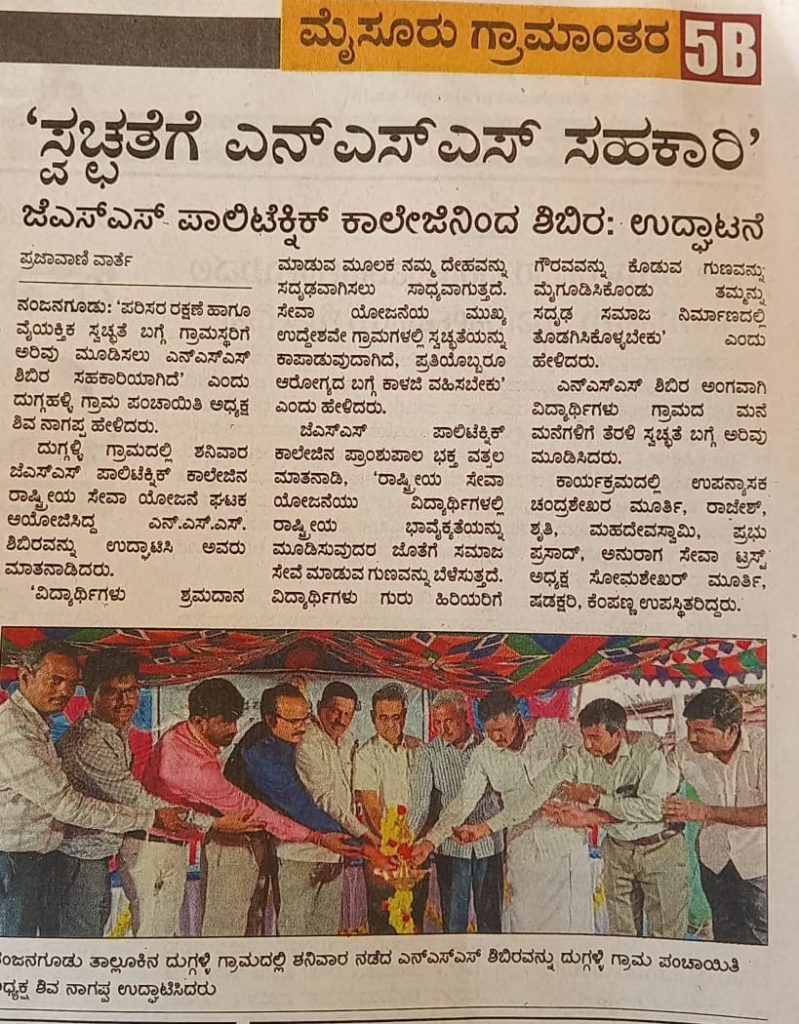 ಮೈಸೂರು ಗ್ರಾಮಾಂತರ 5B
‘ಸ್ವಚ್ಛತೆಗೆ ಎನ್‌ಎಸ್‌ಎಸ್‌ ಸಹಕಾರಿ’
ಜೆಎಸ್‌ಎಸ್‌ ಪಾಲಿಟೆಕ್ನಿಕ್ ಕಾಲೇಜಿನಿಂದ ಶಿಬಿರ: ಉದ್ಘಾಟನೆ
ಪ್ರಜಾವಾಣಿ ವಾರ್ತೆ
ನಂಜನಗೂಡು: ‘ಪರಿಸರ ರಕ್ಷಣೆ ಹಾಗೂ
ವೈಯಕ್ತಿಕ ಸ್ವಚ್ಛತೆ ಬಗ್ಗೆ ಗ್ರಾಮಸ್ಥರಿಗೆ
ಅರಿವು ಮೂಡಿಸಲು ಎನ್‌ಎಸ್‌ಎಸ್‌
ಶಿಬಿರ ಸಹಕಾರಿಯಾಗಿದೆ’ ಎಂದು
ದುಗ್ಗಹಳ್ಳಿ ಗ್ರಾಮ ಪಂಚಾಯಿತಿ ಅಧ್ಯಕ್ಷ
ಶಿವ ನಾಗಪ್ಪ ಹೇಳಿದರು.
ದುಗ್ಗಳ್ಳಿ ಗ್ರಾಮದಲ್ಲಿ ಶನಿವಾರ
ಜೆಎಸ್‌ಎಸ್‌ ಪಾಲಿಟೆಕ್ನಿಕ್ ಕಾಲೇಜಿನ
ರಾಷ್ಟ್ರೀಯ ಸೇವಾ ಯೋಜನೆ ಘಟಕ
ಆಯೋಜಿಸಿದ್ದ ಎನ್.ಎಸ್.ಎಸ್.
ಶಿಬಿರವನ್ನು ಉದ್ಘಾಟಿಸಿ ಅವರು
ಮಾತನಾಡಿದರು.
‘ವಿದ್ಯಾರ್ಥಿಗಳು ಶ್ರಮದಾನ
ಮಾಡುವ ಮೂಲಕ ನಮ್ಮ ದೇಹವನ್ನು
ಸದೃಢವಾಗಿಸಲು ಸಾಧ್ಯವಾಗುತ್ತದೆ.
ಸೇವಾ ಯೋಜನೆಯ ಮುಖ್ಯ
ಉದ್ದೇಶವೇ ಗ್ರಾಮಗಳಲ್ಲಿ ಸ್ವಚ್ಛತೆಯನ್ನು
ಕಾಪಾಡುವುದಾಗಿದೆ, ಪ್ರತಿಯೊಬ್ಬರೂ
ಆರೋಗ್ಯದ ಬಗ್ಗೆ ಕಾಳಜಿ ವಹಿಸಬೇಕು’
ಎಂದು ಹೇಳಿದರು.
ಜೆಎಸ್‌ಎಸ್‌ ಪಾಲಿಟೆಕ್ನಿಕ್
ಕಾಲೇಜಿನ ಪ್ರಾಂಶುಪಾಲ ಭಕ್ತ ವತ್ಸಲ
ಮಾತನಾಡಿ, ‘ರಾಷ್ಟ್ರೀಯ ಸೇವಾ
ಯೋಜನೆಯು ವಿದ್ಯಾರ್ಥಿಗಳಲ್ಲಿ
ರಾಷ್ಟ್ರೀಯ ಭಾವೈಕ್ಯತೆಯನ್ನು
ಮೂಡಿಸುವುದರ ಜೊತೆಗೆ ಸಮಾಜ
ಸೇವೆ ಮಾಡುವ ಗುಣವನ್ನು ಬೆಳೆಸುತ್ತದೆ.
ವಿದ್ಯಾರ್ಥಿಗಳು ಗುರು ಹಿರಿಯರಿಗೆ
ಗೌರವವನ್ನು ಕೊಡುವ ಗುಣವನ್ನು
ಮೈಗೂಡಿಸಿಕೊಂಡು ತಮ್ಮನ್ನು
ಸದೃಢ ಸಮಾಜ ನಿರ್ಮಾಣದಲ್ಲಿ
ತೊಡಗಿಸಿಕೊಳ್ಳಬೇಕು’ ಎಂದು
ಹೇಳಿದರು.
ಎನ್‌ಎಸ್‌ಎಸ್‌ ಶಿಬಿರ ಅಂಗವಾಗಿ
ವಿದ್ಯಾರ್ಥಿಗಳು ಗ್ರಾಮದ ಮನೆ
ಮನೆಗಳಿಗೆ ತೆರಳಿ ಸ್ವಚ್ಛತೆ ಬಗ್ಗೆ ಅರಿವು
ಮೂಡಿಸಿದರು.
ಕಾರ್ಯಕ್ರಮದಲ್ಲಿ ಉಪನ್ಯಾಸಕ
ಚಂದ್ರಶೇಖರ ಮೂರ್ತಿ, ರಾಜೇಶ್,
ಶೃತಿ, ಮಹದೇವಸ್ವಾಮಿ, ಪ್ರಭು
ಪ್ರಸಾದ್, ಅನುರಾಗ ಸೇವಾ ಟ್ರಸ್ಟ್
ಅಧ್ಯಕ್ಷ ಸೋಮಶೇಖರ್ ಮೂರ್ತಿ,
ಷಡಕ್ಷರಿ, ಕೆಂಪಣ್ಣ ಉಪಸ್ಥಿತರಿದ್ದರು.
ನಂಜನಗೂಡು ತಾಲ್ಲೂಕಿನ ದುಗ್ಗಳ್ಳಿ ಗ್ರಾಮದಲ್ಲಿ ಶನಿವಾರ ನಡೆದ ಎನ್‌ಎಸ್‌ಎಸ್‌ ಶಿಬಿರವನ್ನು ದುಗ್ಗಳ್ಳಿ ಗ್ರಾಮ ಪಂಚಾಯಿತಿ
ಅಧ್ಯಕ್ಷ ಶಿವ ನಾಗಪ್ಪ ಉದ್ಘಾಟಿಸಿದರು